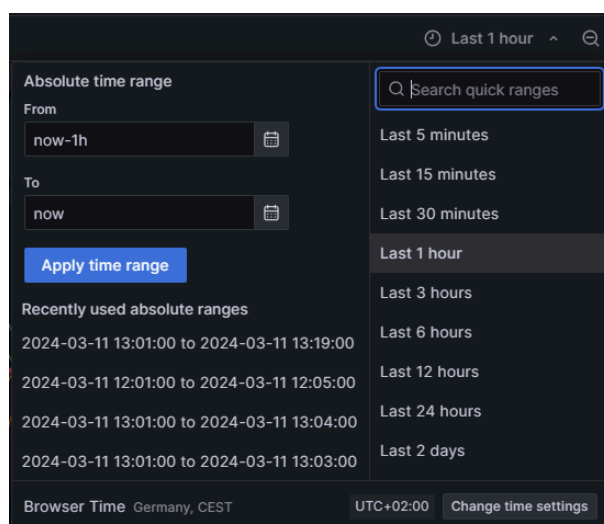 Last 1 hour
Absolute time range
From
now-1h
To
now
Apply time range
Recently used absolute ranges
2024-03-11 13:01:00 to 2024-03-11 13:19:00
2024-03-11 12:01:00 to 2024-03-11 12:05:00
2024-03-11 13:01:00 to 2024-03-11 13:04:00
2024-03-11 13:01:00 to 2024-03-11 13:03:00
Search quick ranges
Last 5 minutes
Last 15 minutes
Last 30 minutes
Last 1 hour
Last 3 hours
Last 6 hours
Last 12 hours
Last 24 hours
Last 2 days
Browser Time Germany, CEST
UTC+02:00 Change time settings